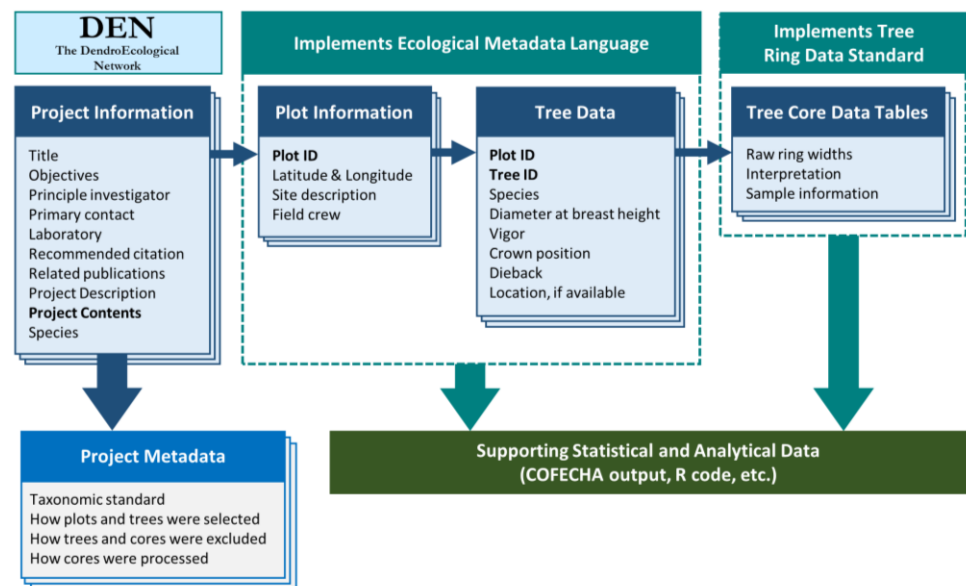 DEN
The DendroEcological
Network
Implements Ecological Metadata Language
Implements Tree
Ring Data Standard
Project Information
Title
Objectives
Principle investigator
Primary contact
Laboratory
Recommended citation
Related publications
Project Description
Project Contents
Species
Plot Information
Plot ID
Latitude & Longitude
Site description
Field crew
Tree Data
Plot ID
Tree ID
Species
Diameter at breast height
Vigor
Crown position
Dieback
Location, if available
Tree Core Data Tables
Raw ring widths
Interpretation
Sample information
Project Metadata
Taxonomic standard
How plots and trees were selected
How trees and cores were excluded
How cores were processed
Supporting Statistical and Analytical Data
(COFECHA output, R code, etc.)